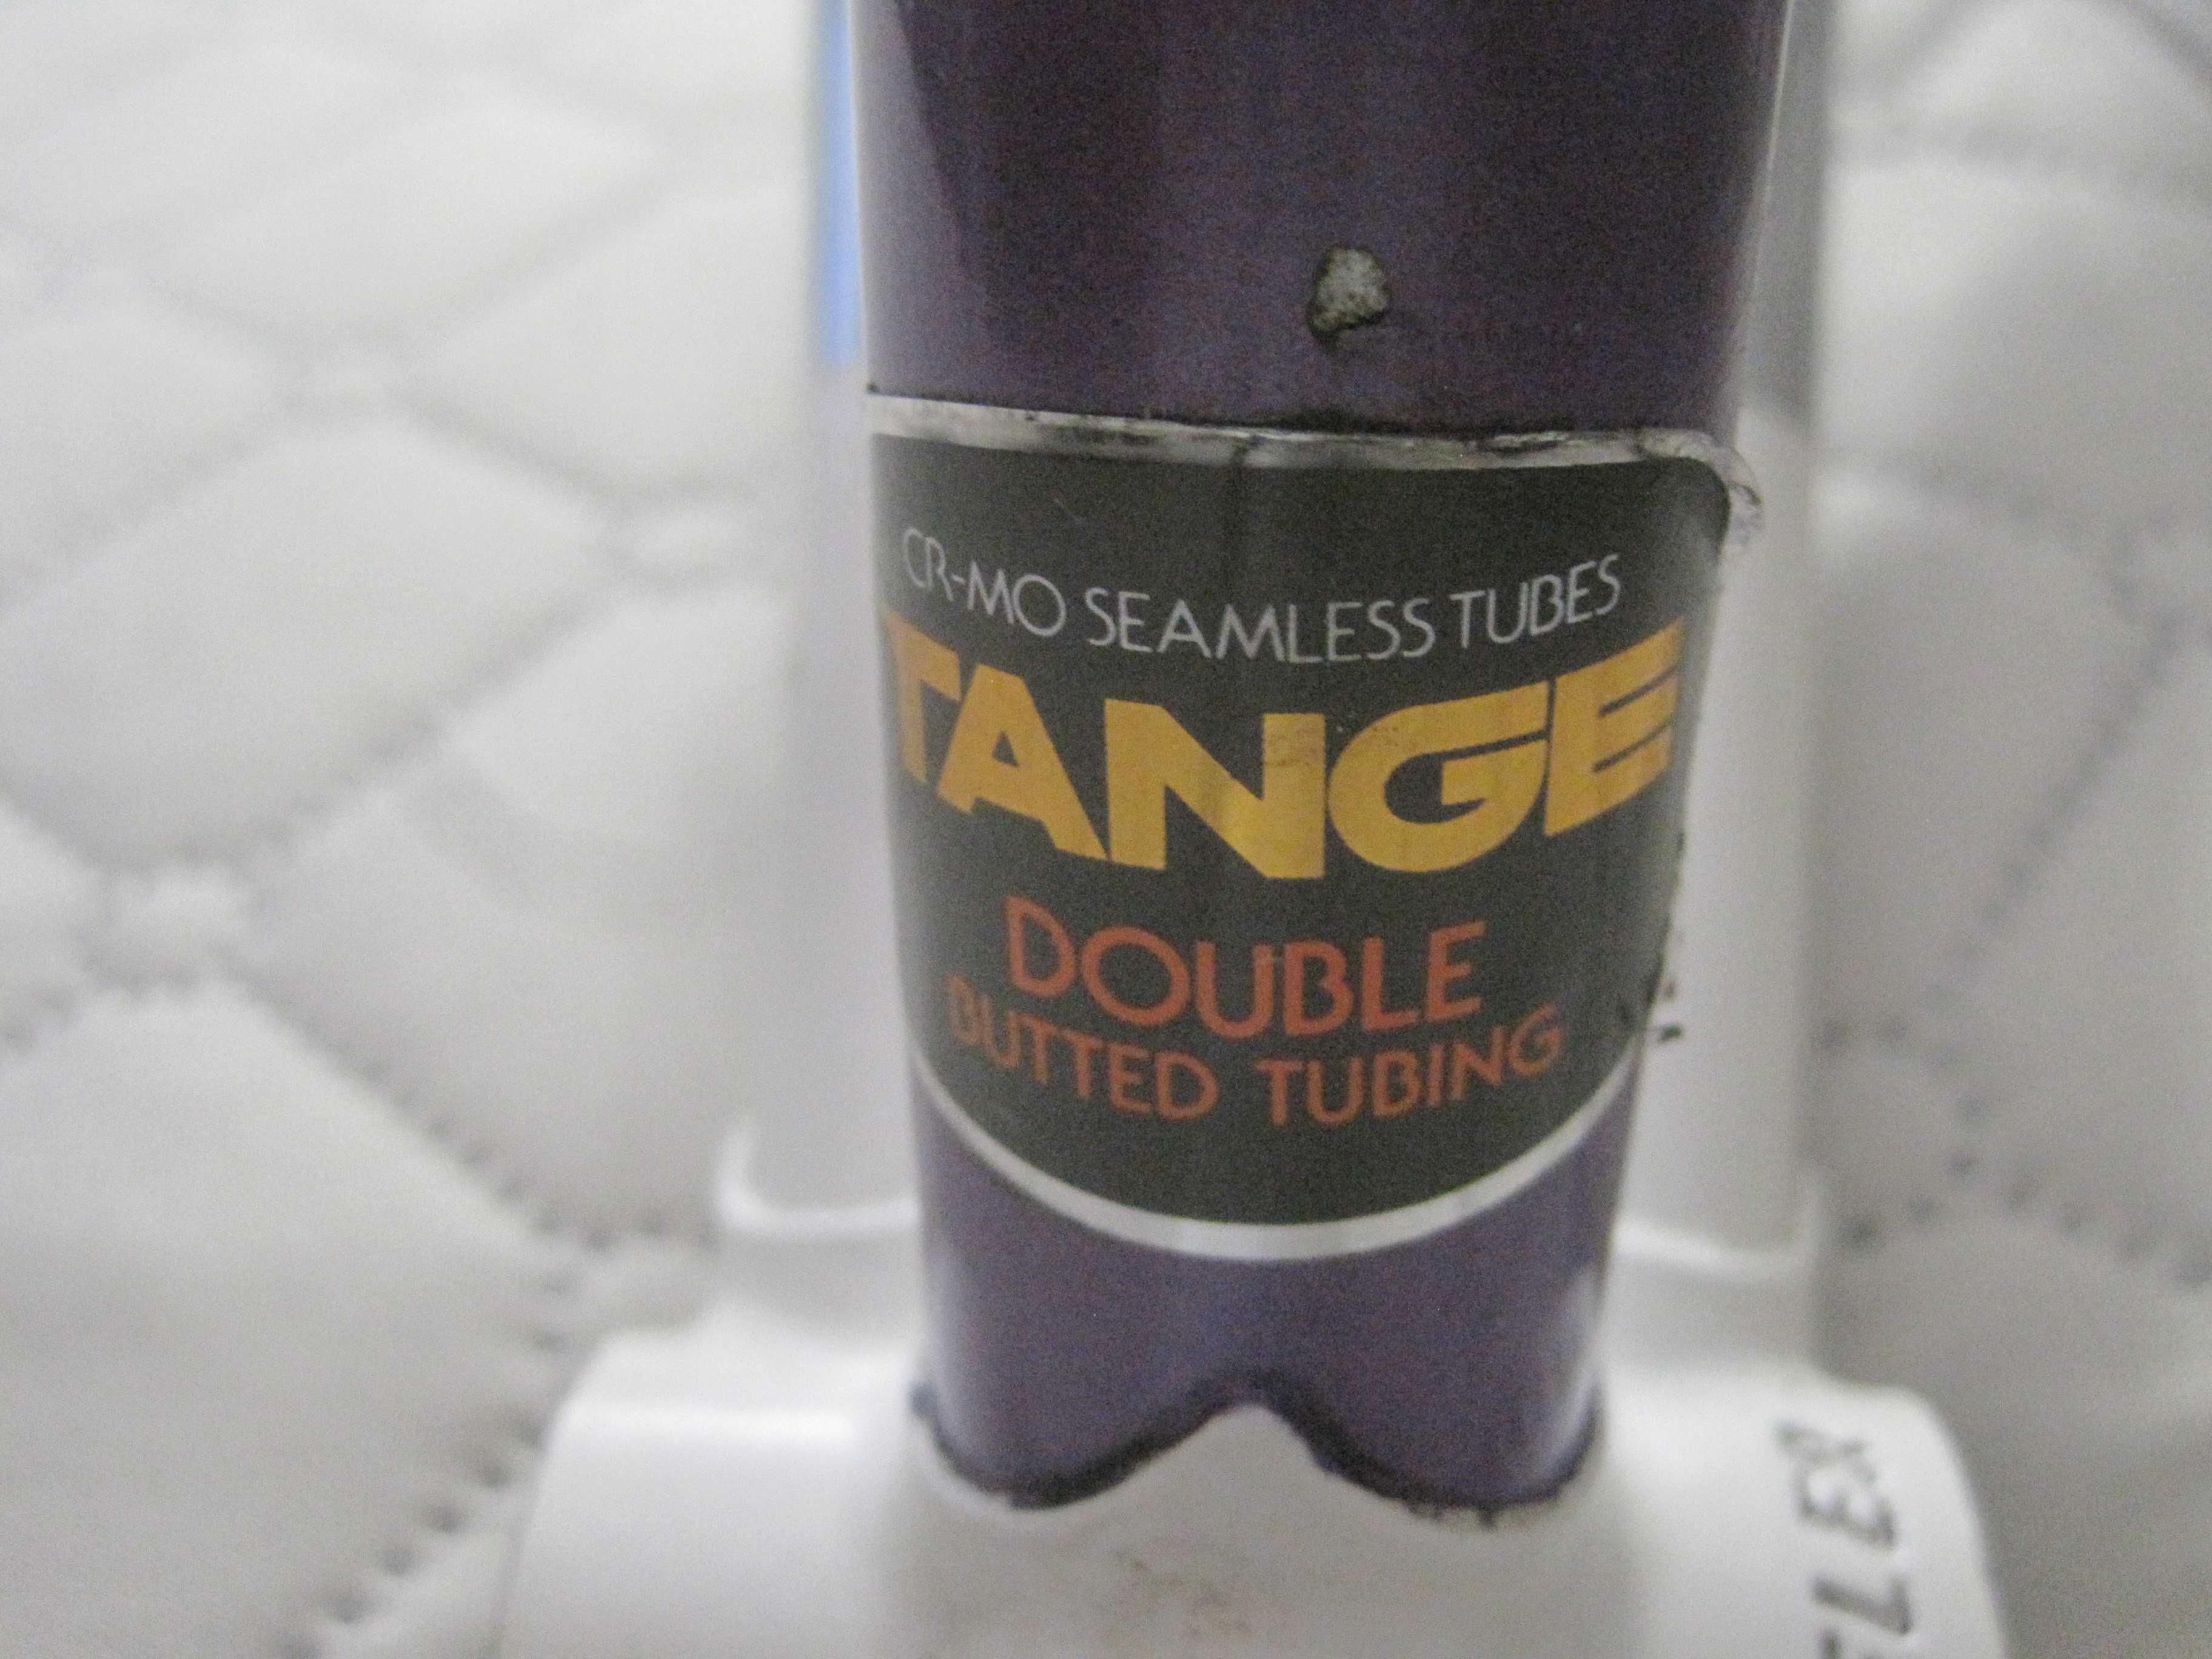 CR-MO SEAMLESS TUBES
TANGE
DOUBLE
BUTTED TUBING